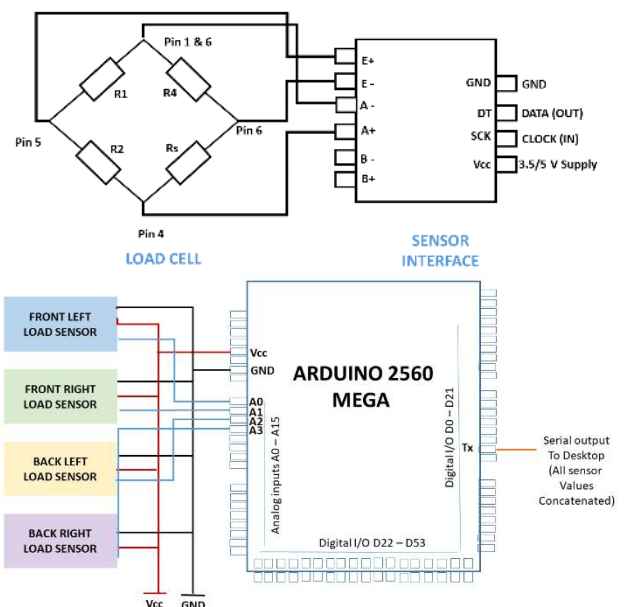 Pin 1 & 6
R1
R4
Pin 5
Pin 6
R2
Rs
Pin 4
E+
E -
A -
A+
B -
B+
GND
DT
SCK
Vcc
GND
DATA (OUT)
CLOCK (IN)
3.5/5 V Supply
LOAD CELL
SENSOR
INTERFACE
FRONT LEFT
LOAD SENSOR
FRONT RIGHT
LOAD SENSOR
BACK LEFT
LOAD SENSOR
BACK RIGHT
LOAD SENSOR
Vcc
GND
Vcc
GND
A0
A1
A2
A3
Analog inputs A0 – A15
ARDUINO 2560
MEGA
Digital I/O D0 – D21
Tx
Digital I/O D22 – D53
Serial output
To Desktop
(All sensor
Values
Concatenated)